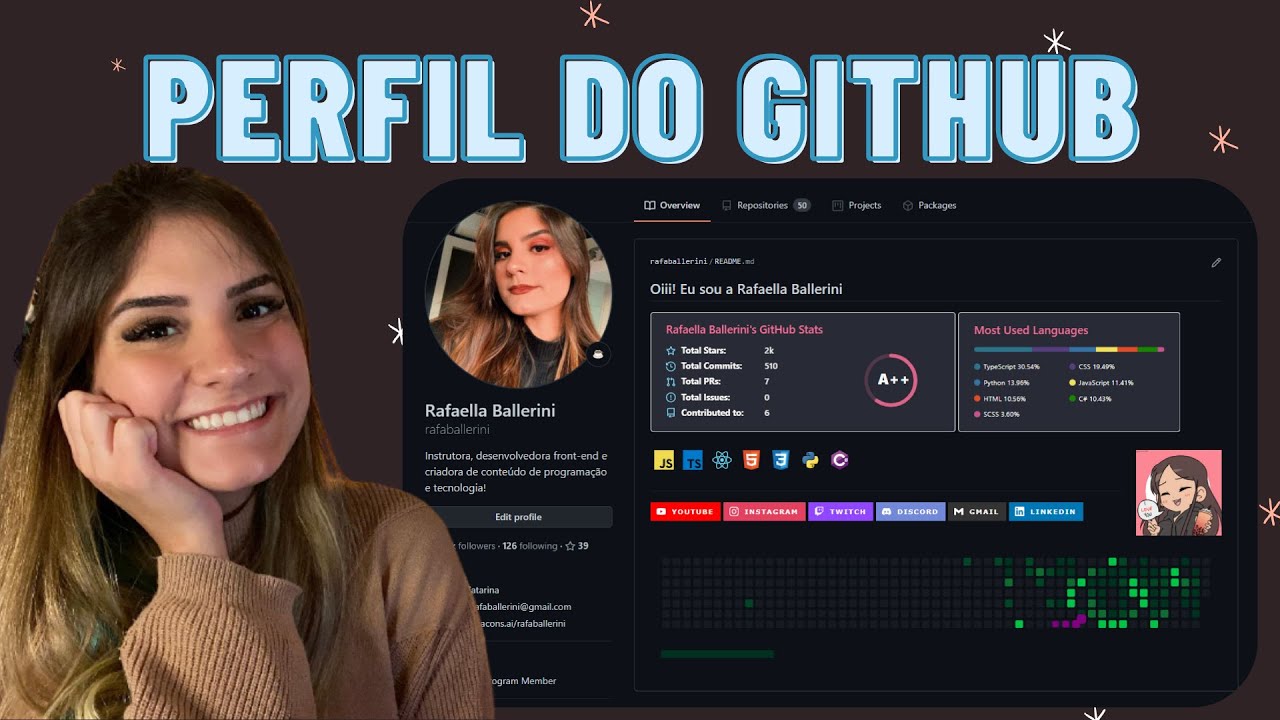 PERFIL DO GITHUB
Overview Repositories 50 Projects Packages
rafaballerini/README.md
Oiii! Eu sou a Rafaella Ballerini
Rafaella Ballerini's GitHub Stats
Total Stars: 2k
Total Commits: 510
Total PRs: 7
Total Issues: 0
Contributed to: 6
A++
Most Used Languages
TypeScript 30.54% CSS 19.49%
Python 13.96% JavaScript 11.41%
HTML 10.56% C# 10.43%
SCSS 3.60%
JS TS
YOUTUBE INSTAGRAM TWITCH DISCORD GMAIL LINKEDIN
I LOVE YOU
Rafaella Ballerini
rafaballerini
Instrutora, desenvolvedora front-end e
criadora de conteúdo de programação
e tecnologia!
Edit profile
followers · 126 following · 39
atarina
afaballerini@gmail.com
acons.ai/rafaballerini
ogram Member